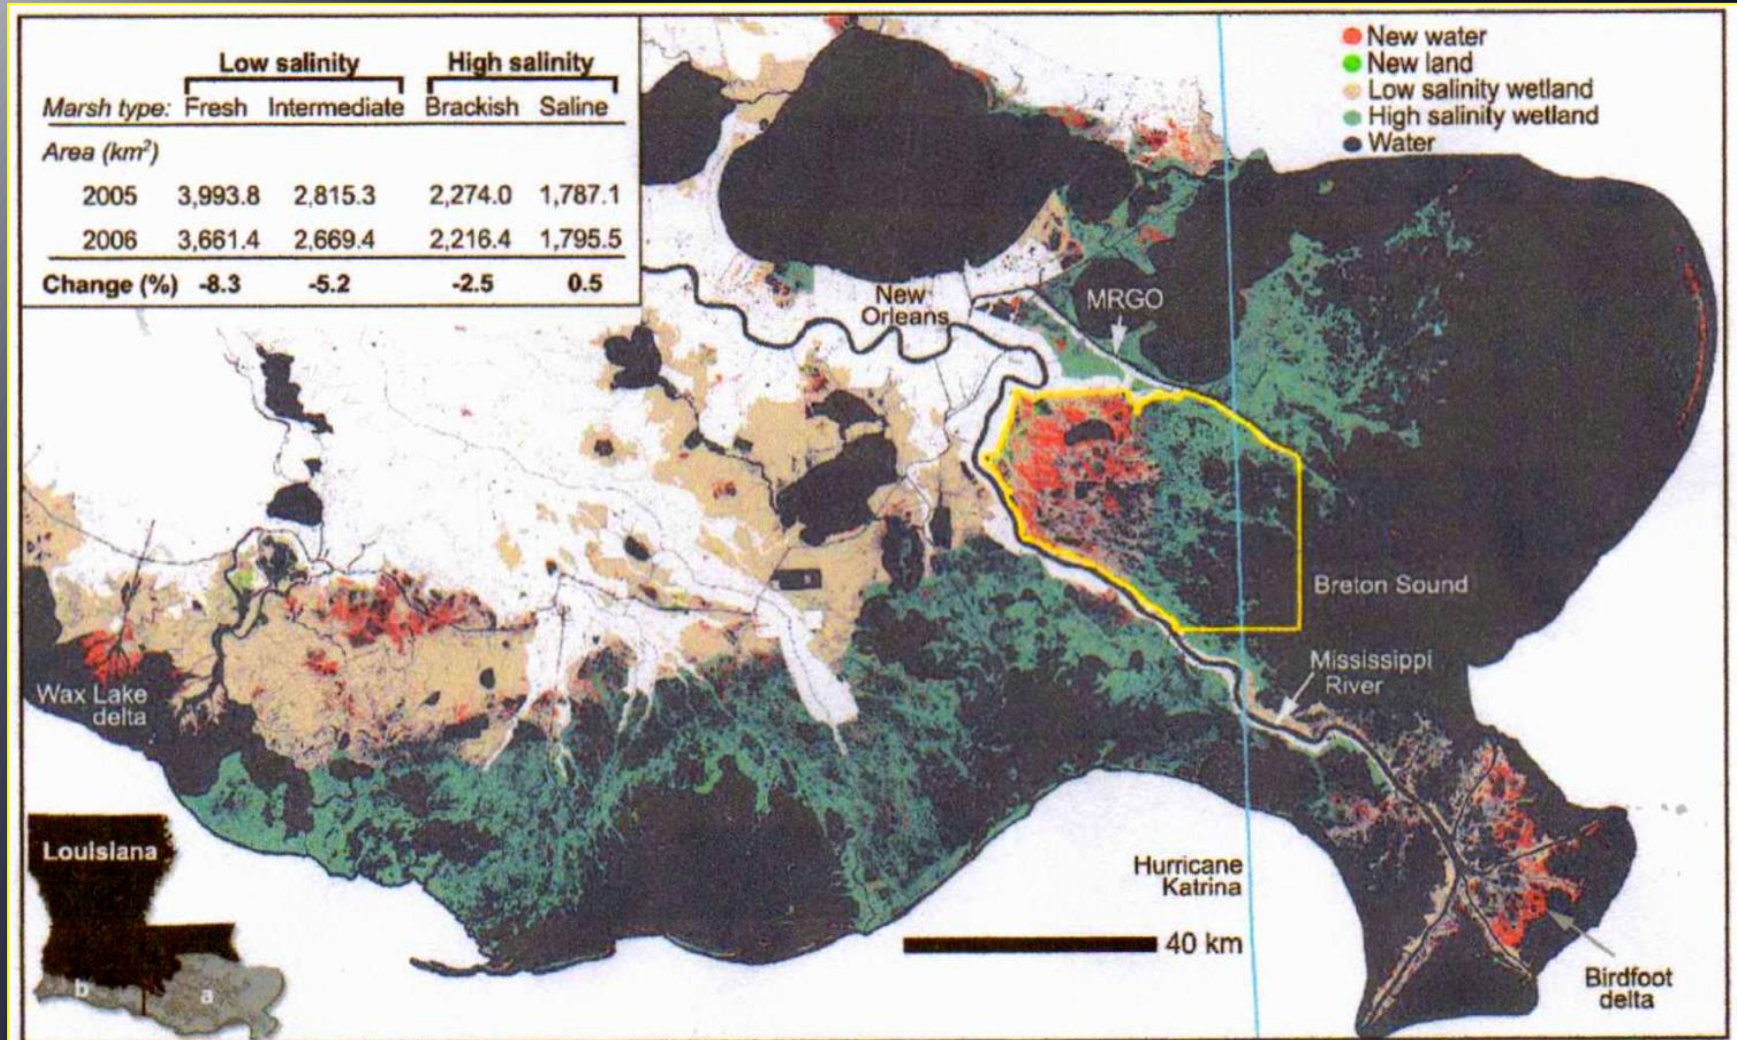 Low salinity High salinity
Marsh type: Fresh Intermediate Brackish Saline
Area (km²)
2005 3,993.8 2,815.3 2,274.0 1,787.1
2006 3,661.4 2,669.4 2,216.4 1,795.5
Change (%) -8.3 -5.2 -2.5 0.5
New water
New land
Low salinity wetland
High salinity wetland
Water
New
Orleans
MRGO
Breton Sound
Mississippi
River
Wax Lake
delta
Louisiana
b
a
Hurricane
Katrina
40 km
Birdfoot
delta